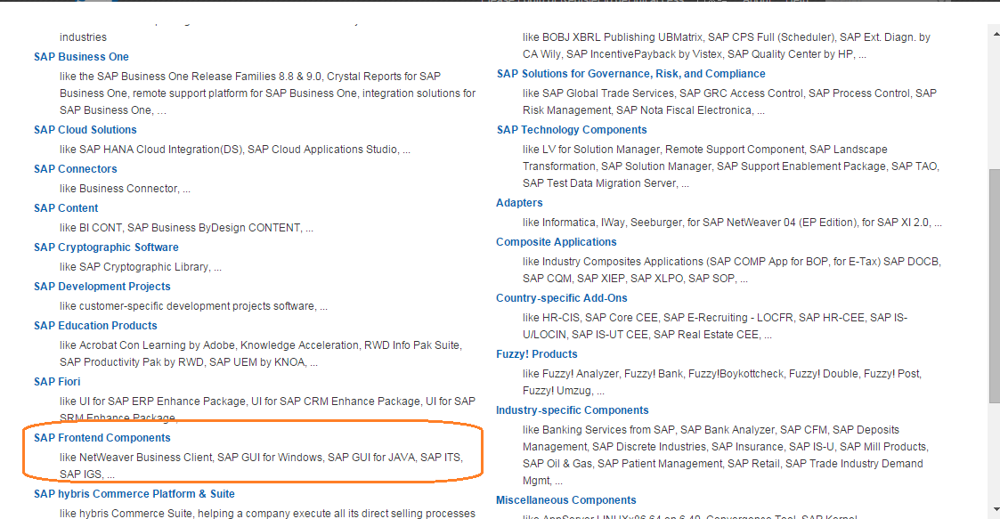 industries
SAP Business One
like the SAP Business One Release Families 8.8 & 9.0, Crystal Reports for SAP
Business One, remote support platform for SAP Business One, integration solutions for
SAP Business One, ...
SAP Cloud Solutions
like SAP HANA Cloud Integration(DS), SAP Cloud Applications Studio, ...
SAP Connectors
like Business Connector, ...
SAP Content
like BI CONT, SAP Business ByDesign CONTENT, ...
SAP Cryptographic Software
like SAP Cryptographic Library, ...
SAP Development Projects
like customer-specific development projects software, ...
SAP Education Products
like Acrobat Con Learning by Adobe, Knowledge Acceleration, RWD Info Pak Suite,
SAP Productivity Pak by RWD, SAP UEM by KNOA, ...
SAP Fiori
like UI for SAP ERP Enhance Package, UI for SAP CRM Enhance Package, UI for SAP
SRM Enhance Package,
SAP Frontend Components
like NetWeaver Business Client, SAP GUI for Windows, SAP GUI for JAVA, SAP ITS,
SAP IGS, ...
SAP hybris Commerce Platform & Suite
like hybris Commerce Suite, helping a company execute all its direct selling processes
like BOBJ XBRL Publishing UBMatrix, SAP CPS Full (Scheduler), SAP Ext. Diagn. by
CA Wily, SAP IncentivePayback by Vistex, SAP Quality Center by HP, ...
SAP Solutions for Governance, Risk, and Compliance
like SAP Global Trade Services, SAP GRC Access Control, SAP Process Control, SAP
Risk Management, SAP Nota Fiscal Electronica, ...
SAP Technology Components
like LV for Solution Manager, Remote Support Component, SAP Landscape
Transformation, SAP Solution Manager, SAP Support Enablement Package, SAP TAO,
SAP Test Data Migration Server, ...
Adapters
like Informatica, IWay, Seeburger, for SAP NetWeaver 04 (EP Edition), for SAP XI 2.0, ...
Composite Applications
like Industry Composites Applications (SAP COMP App for BOP, for E-Tax) SAP DOCB,
SAP CQM, SAP XIEP, SAP XLPO, SAP SOP, ...
Country-specific Add-Ons
like HR-CIS, SAP Core CEE, SAP E-Recruiting - LOCFR, SAP HR-CEE, SAP IS-
U/LOCIN, SAP IS-UT CEE, SAP Real Estate CEE, ...
Fuzzy! Products
like Fuzzy! Analyzer, Fuzzy! Bank, Fuzzy!Boykottcheck, Fuzzy! Double, Fuzzy! Post,
Fuzzy! Umzug, ...
Industry-specific Components
like Banking Services from SAP, SAP Bank Analyzer, SAP CFM, SAP Deposits
Management, SAP Discrete Industries, SAP Insurance, SAP IS-U, SAP Mill Products,
SAP Oil & Gas, SAP Patient Management, SAP Retail, SAP Trade Industry Demand
Mgmt, ...
Miscellaneous Components
like AppServer LINUXx86.64 on 6.40, Convergence Tool, SAP Kernel